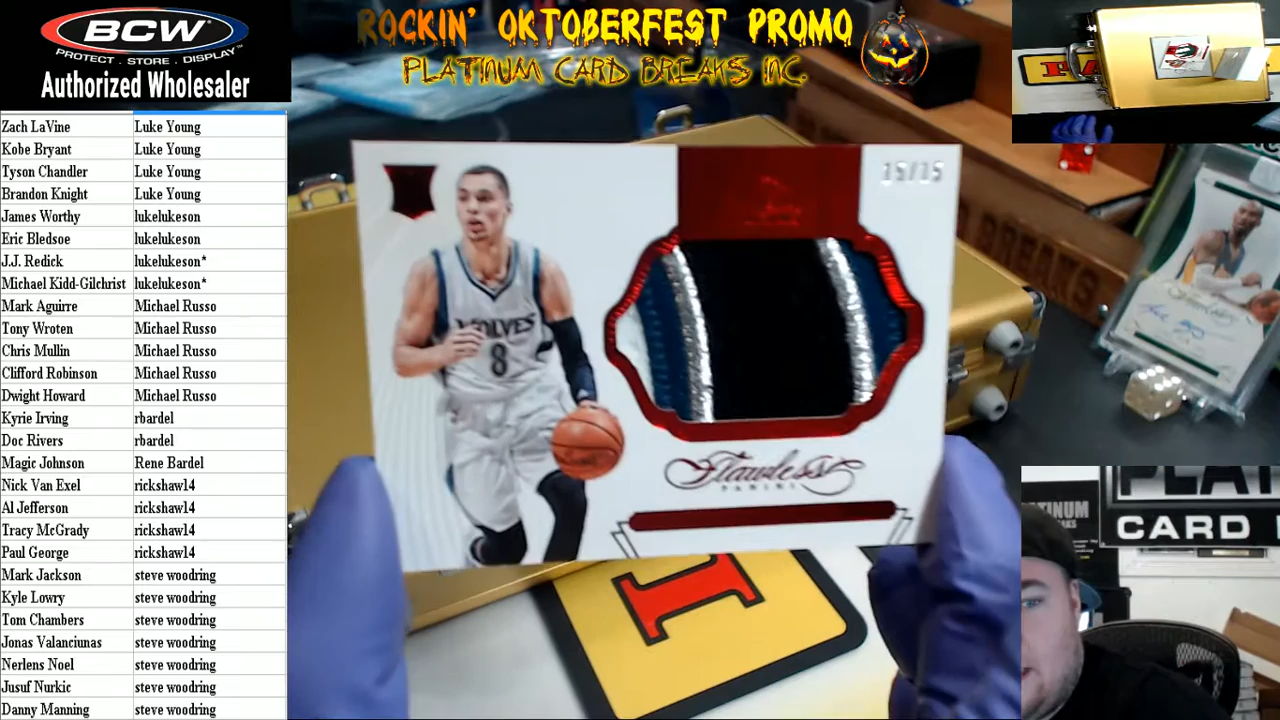 BCW
PROTECT . STORE . DISPLAY™
Authorized Wholesaler
ROCKIN' OKTOBERFEST PROMO
PLATINUM CARD BREAKS INC.
Zach LaVine Luke Young
Kobe Bryant Luke Young
Tyson Chandler Luke Young
Brandon Knight Luke Young
James Worthy lukelukeson
Eric Bledsoe lukelukeson
J.J. Redick lukelukeson*
Michael Kidd-Gilchrist lukelukeson*
Mark Aguirre Michael Russo
Tony Wroten Michael Russo
Chris Mullin Michael Russo
Clifford Robinson Michael Russo
Dwight Howard Michael Russo
Kyrie Irving rbardel
Doc Rivers rbardel
Magic Johnson Rene Bardel
Nick Van Exel rickshaw14
Al Jefferson rickshaw14
Tracy McGrady rickshaw14
Paul George rickshaw14
Mark Jackson steve woodring
Kyle Lowry steve woodring
Tom Chambers steve woodring
Jonas Valanciunas steve woodring
Nerlens Noel steve woodring
Jusuf Nurkic steve woodring
Danny Manning steve woodring
15/15
WOLVES
8
Flawless
PANINI
BREAKS
PLAT
CARD